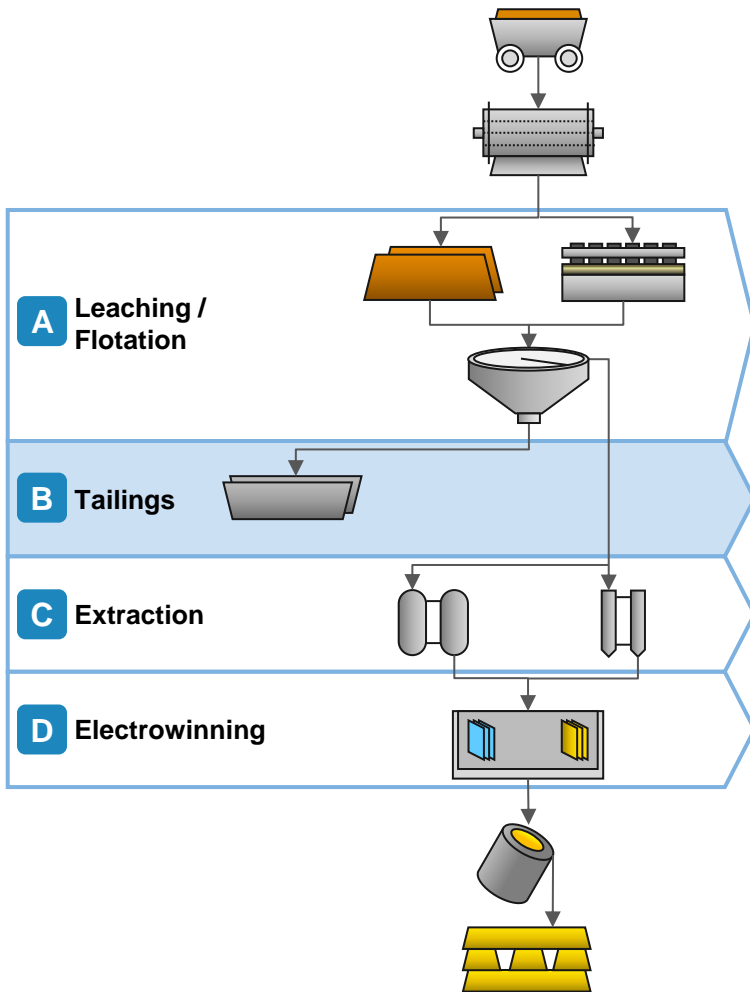 A
Leaching /
Flotation
B
Tailings
C
Extraction
D
Electrowinning